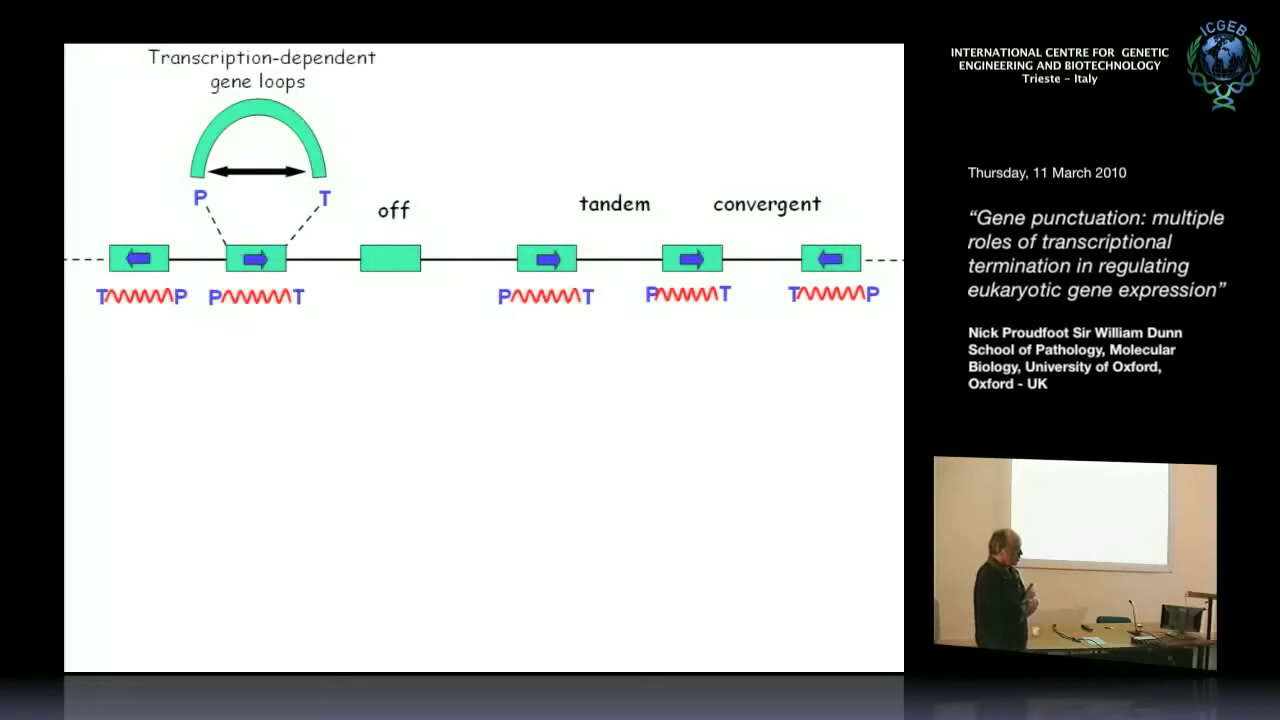 Transcription-dependent
gene loops
P T
off
tandem convergent
T P P T P T P T T P
ICGEB
INTERNATIONAL CENTRE FOR GENETIC
ENGINEERING AND BIOTECHNOLOGY
Trieste – Italy
Thursday, 11 March 2010
“Gene punctuation: multiple
roles of transcriptional
termination in regulating
eukaryotic gene expression”
Nick Proudfoot Sir William Dunn
School of Pathology, Molecular
Biology, University of Oxford,
Oxford - UK